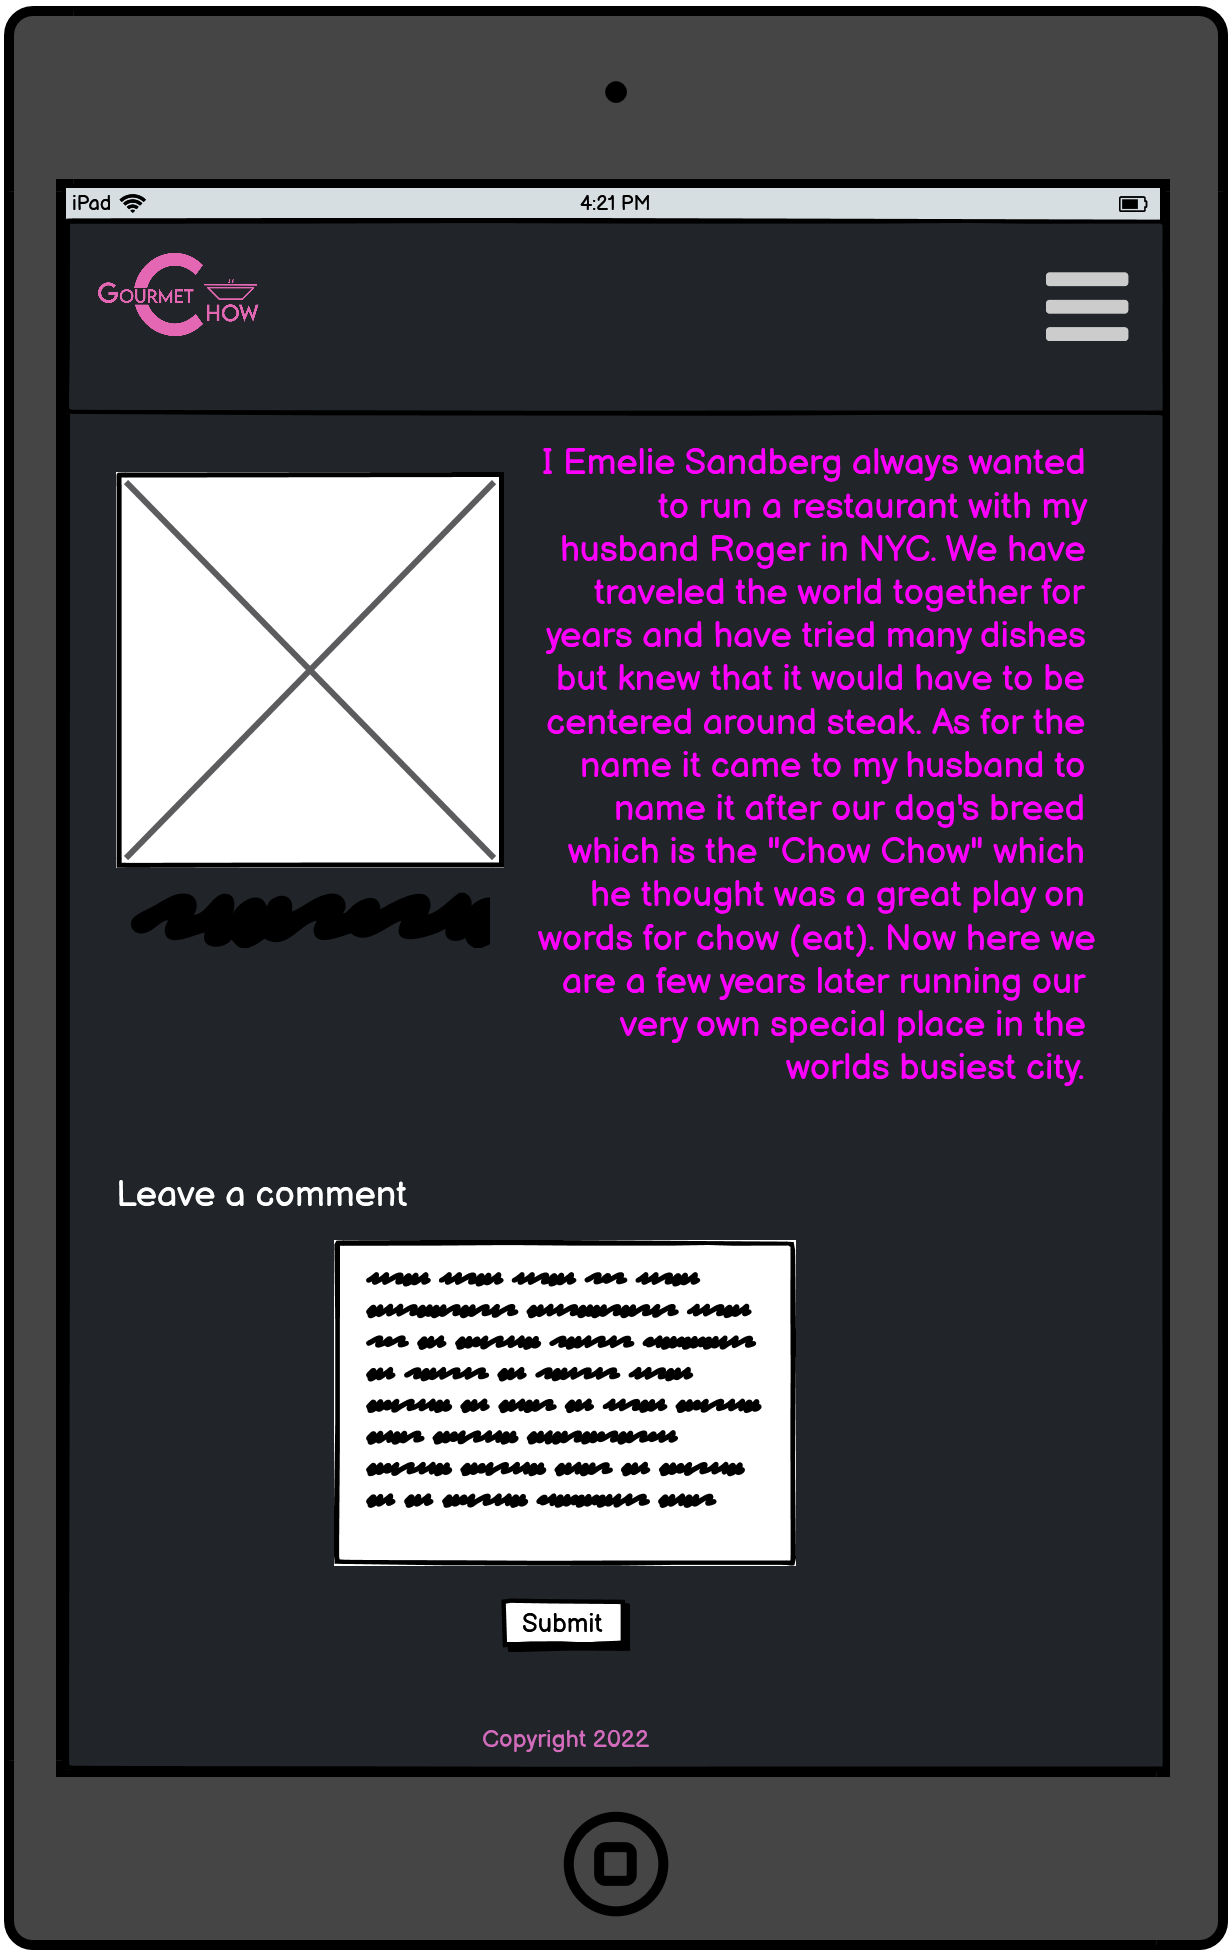 iPad
4:21 PM
GOURMET
CHOW
I Emelie Sandberg always wanted
to run a restaurant with my
husband Roger in NYC. We have
traveled the world together for
years and have tried many dishes
but knew that it would have to be
centered around steak. As for the
name it came to my husband to
name it after our dog's breed
which is the "Chow Chow" which
he thought was a great play on
words for chow (eat). Now here we
are a few years later running our
very own special place in the
worlds busiest city.
Leave a comment
Submit
Copyright 2022